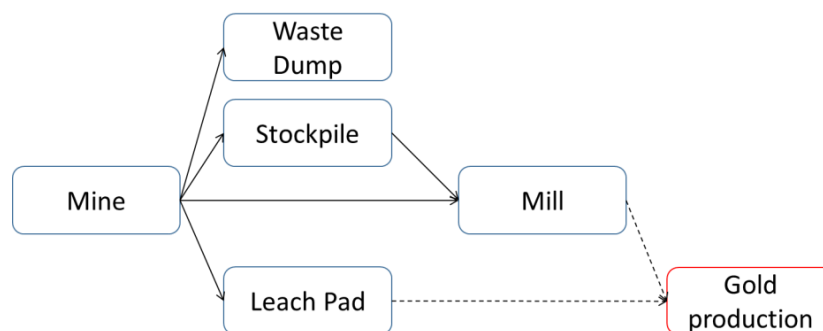 Waste
Dump
Stockpile
Mine
Mill
Leach Pad
Gold
production